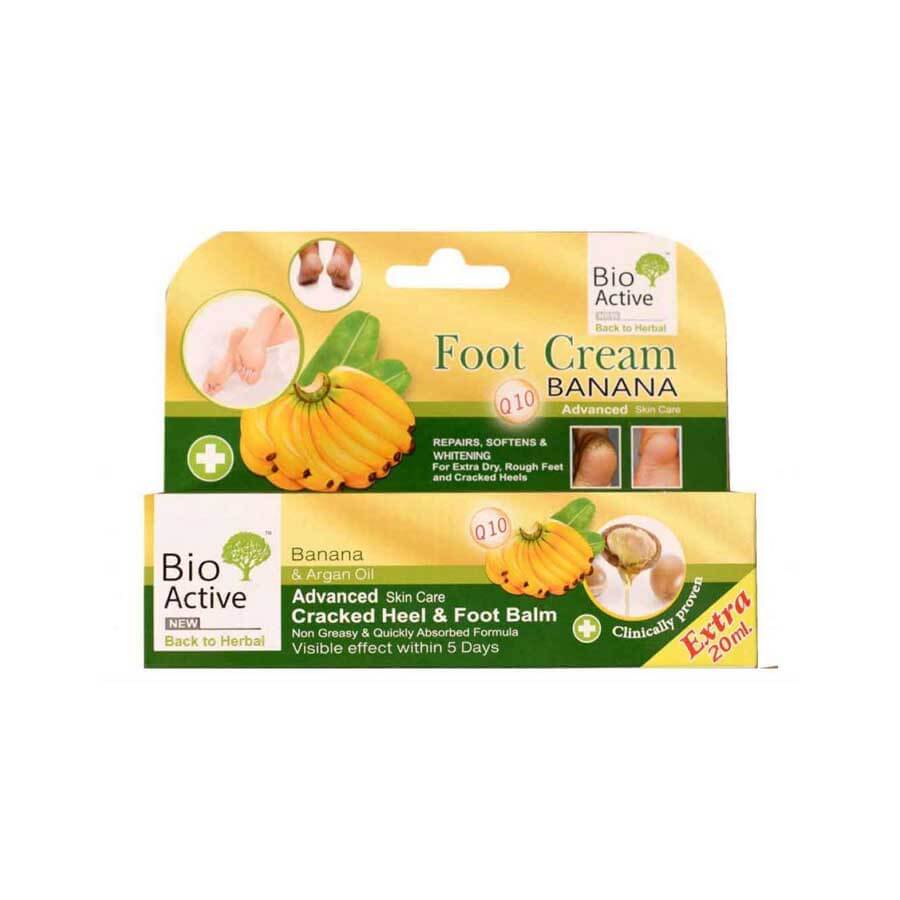 Bio
Active
™
NEW
Back to Herbal
Foot Cream
BANANA
Q10
Advanced Skin Care
REPAIRS, SOFTENS &
WHITENING
For Extra Dry, Rough Feet
and Cracked Heels
Bio
Active
™
NEW
Back to Herbal
Banana
& Argan Oil
Advanced Skin Care
Cracked Heel & Foot Balm
Non Greasy & Quickly Absorbed Formula
Visible effect within 5 Days
Q10
Clinically proven
Extra
20ml.